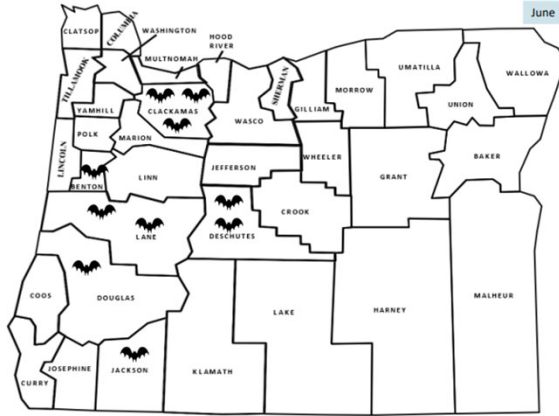 June
CLATSOP
COLUMBIA
WASHINGTON
HOOD
RIVER
MULTNOMAH
TILLAMOOK
SHERMAN
UMATILLA
WALLOWA
MORROW
GILLIAM
UNION
YAMHILL
CLACKAMAS
WASCO
POLK
MARION
LINCOLN
WHEELER
BAKER
JEFFERSON
GRANT
BENTON
LINN
CROOK
LANE
DESCHUTES
COOS
DOUGLAS
MALHEUR
LAKE
HARNEY
JOSEPHINE
JACKSON
KLAMATH
CURRY